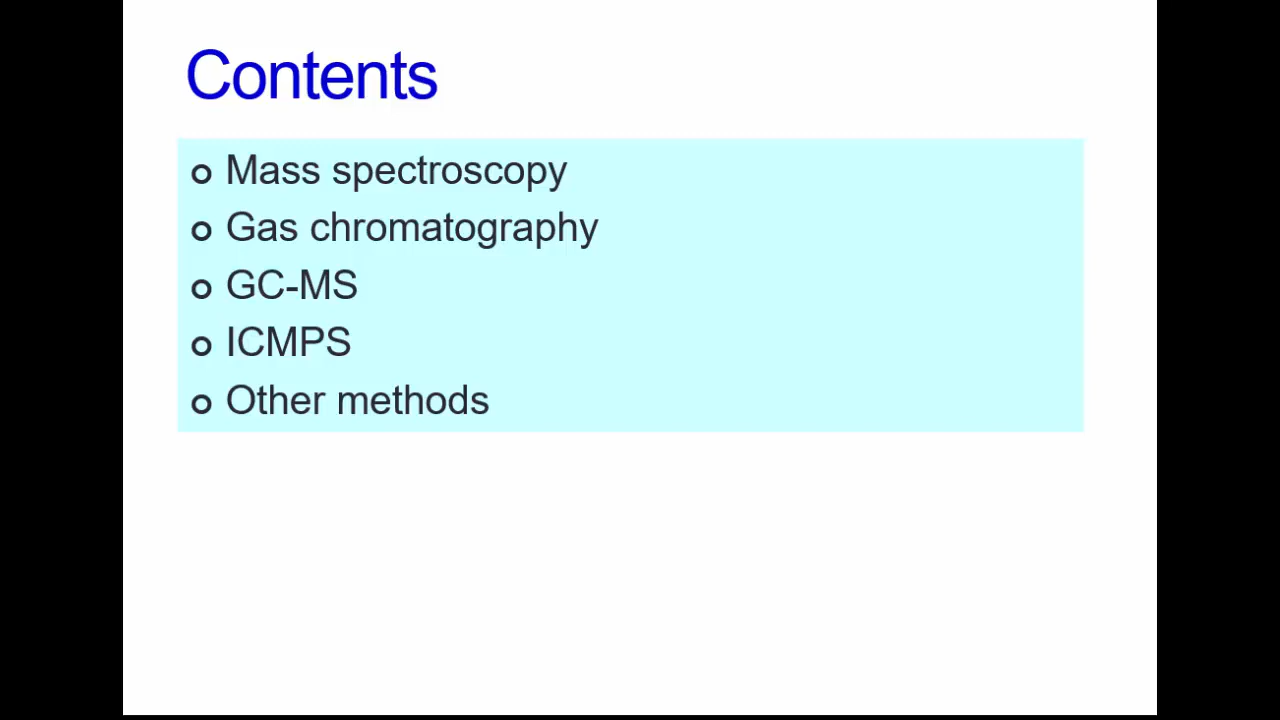 Contents
Mass spectroscopy
Gas chromatography
GC-MS
ICMPS
Other methods